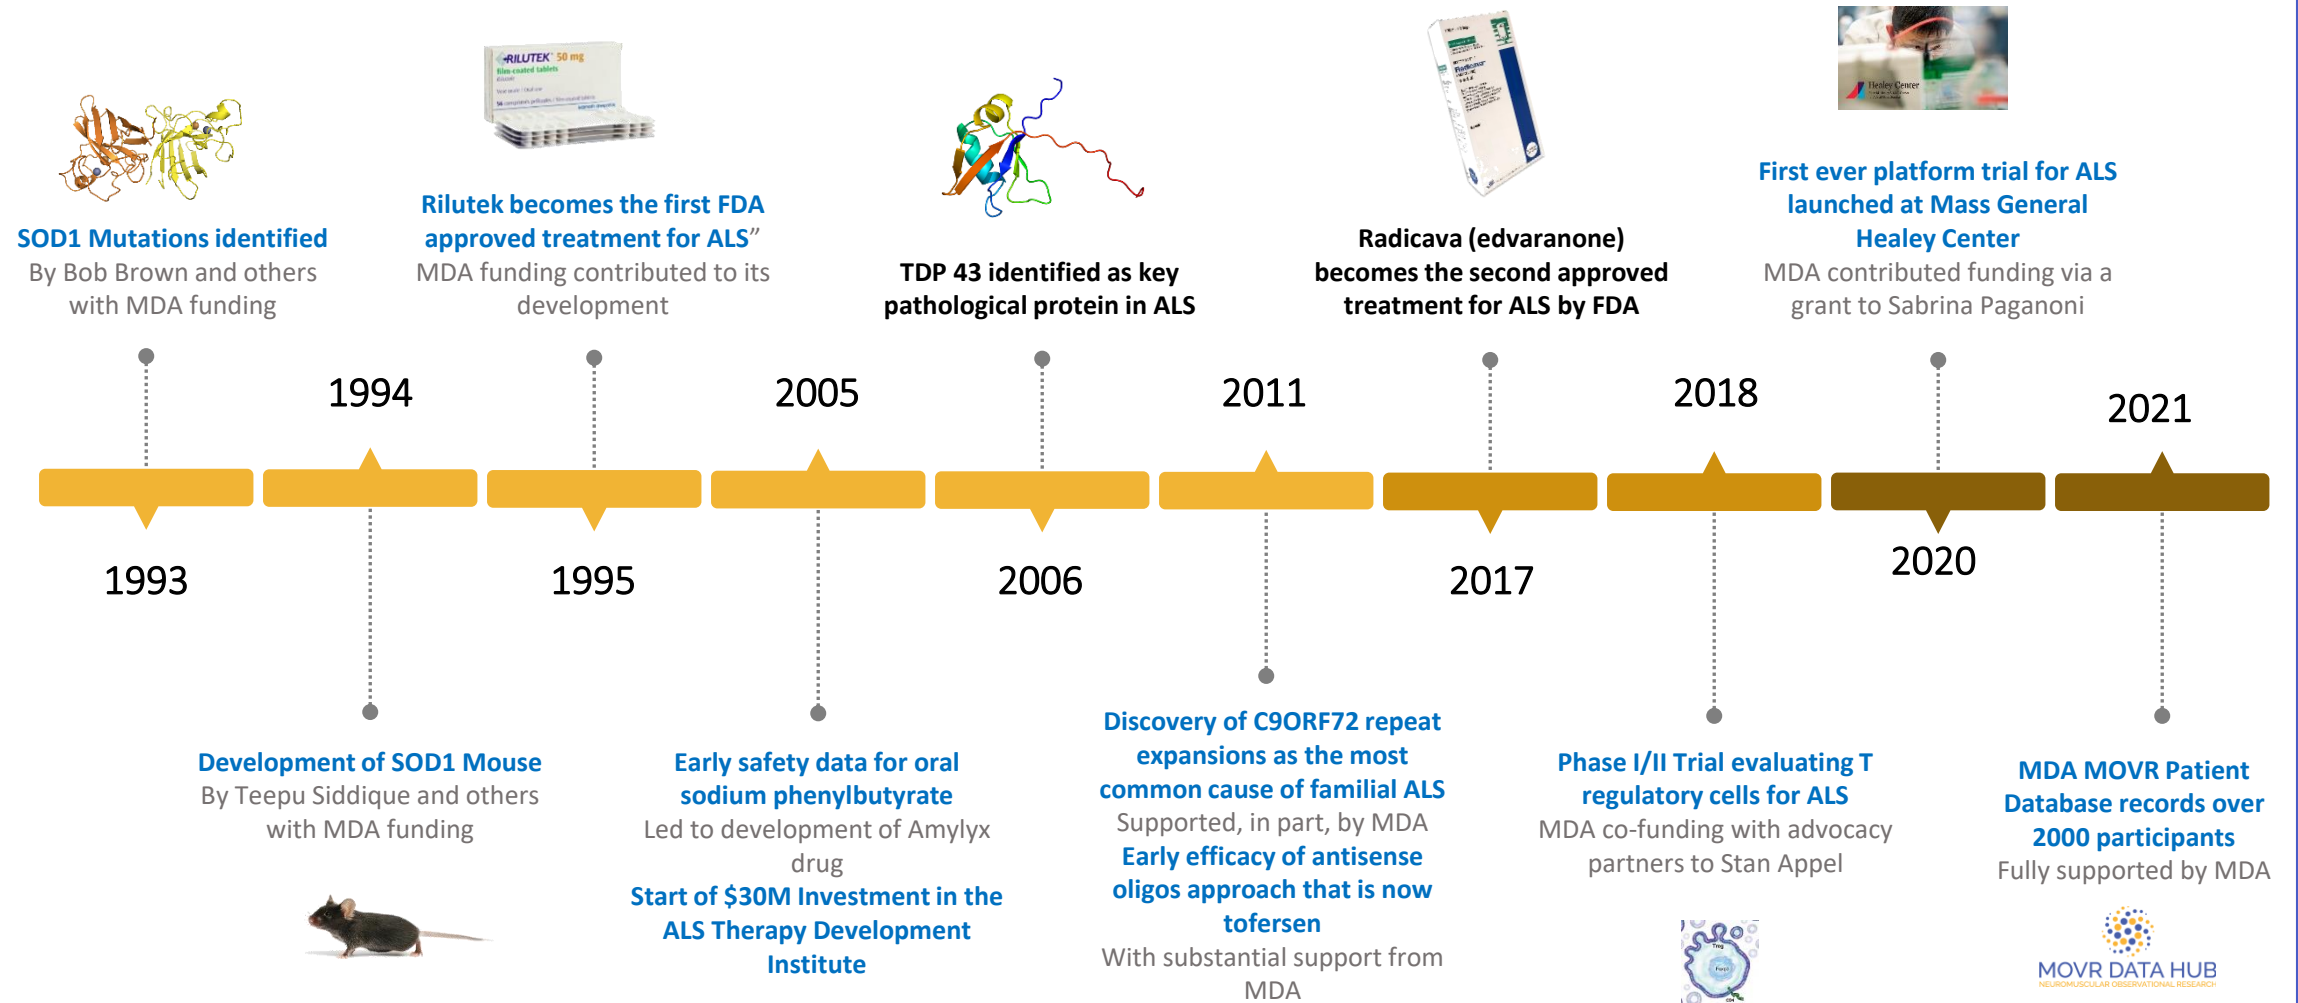 RILUTEK 50 mg
film-coated tablets
Healey Center
SOD1 Mutations identified
By Bob Brown and others
with MDA funding
Rilutek becomes the first FDA
approved treatment for ALS”
MDA funding contributed to its
development
TDP 43 identified as key
pathological protein in ALS
Radicava (edvaranone)
becomes the second approved
treatment for ALS by FDA
First ever platform trial for ALS
launched at Mass General
Healey Center
MDA contributed funding via a
grant to Sabrina Paganoni
1994
2005
2011
2018
2021
1993
1995
2006
2017
2020
Development of SOD1 Mouse
By Teepu Siddique and others
with MDA funding
Early safety data for oral
sodium phenylbutyrate
Led to development of Amylyx
drug
Start of $30M Investment in the
ALS Therapy Development
Institute
Discovery of C9ORF72 repeat
expansions as the most
common cause of familial ALS
Supported, in part, by MDA
Early efficacy of antisense
oligos approach that is now
tofersen
With substantial support from
MDA
Phase I/II Trial evaluating T
regulatory cells for ALS
MDA co-funding with advocacy
partners to Stan Appel
Treg
MDA MOVR Patient
Database records over
2000 participants
Fully supported by MDA
MOVR DATA HUB
NEUROMUSCULAR OBSERVATIONAL RESEARCH